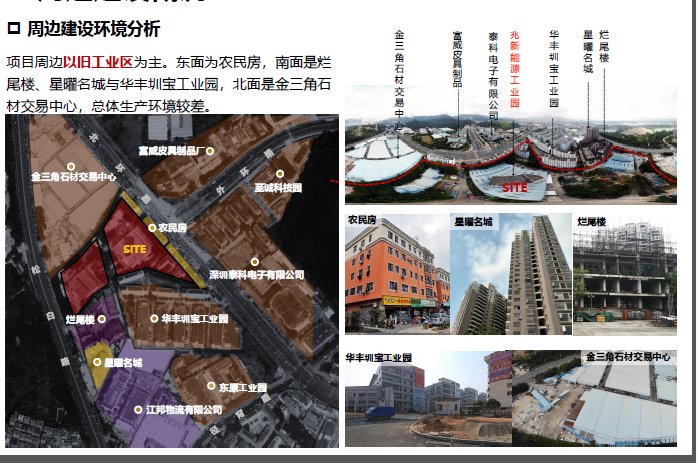 周边建设环境分析
项目周边以旧工业区为主。东面为农民房，南面是烂
尾楼、星曜名城与华丰圳宝工业园，北面是金三角石
材交易中心，总体生产环境较差。
北环路
外环路
松白路
富威皮具制品厂
金三角石材交易中心
至诚科技园
农民房
SITE
深圳泰科电子有限公司
烂尾楼
华丰圳宝工业园
星曜名城
东原工业园
江邦物流有限公司
金三角石材交易中心
富威皮具制品
泰科电子有限公司
兆新能源工业园
华丰圳宝工业园
星曜名城
烂尾楼
SITE
农民房
星曜名城
烂尾楼
华丰圳宝工业园
金三角石材交易中心